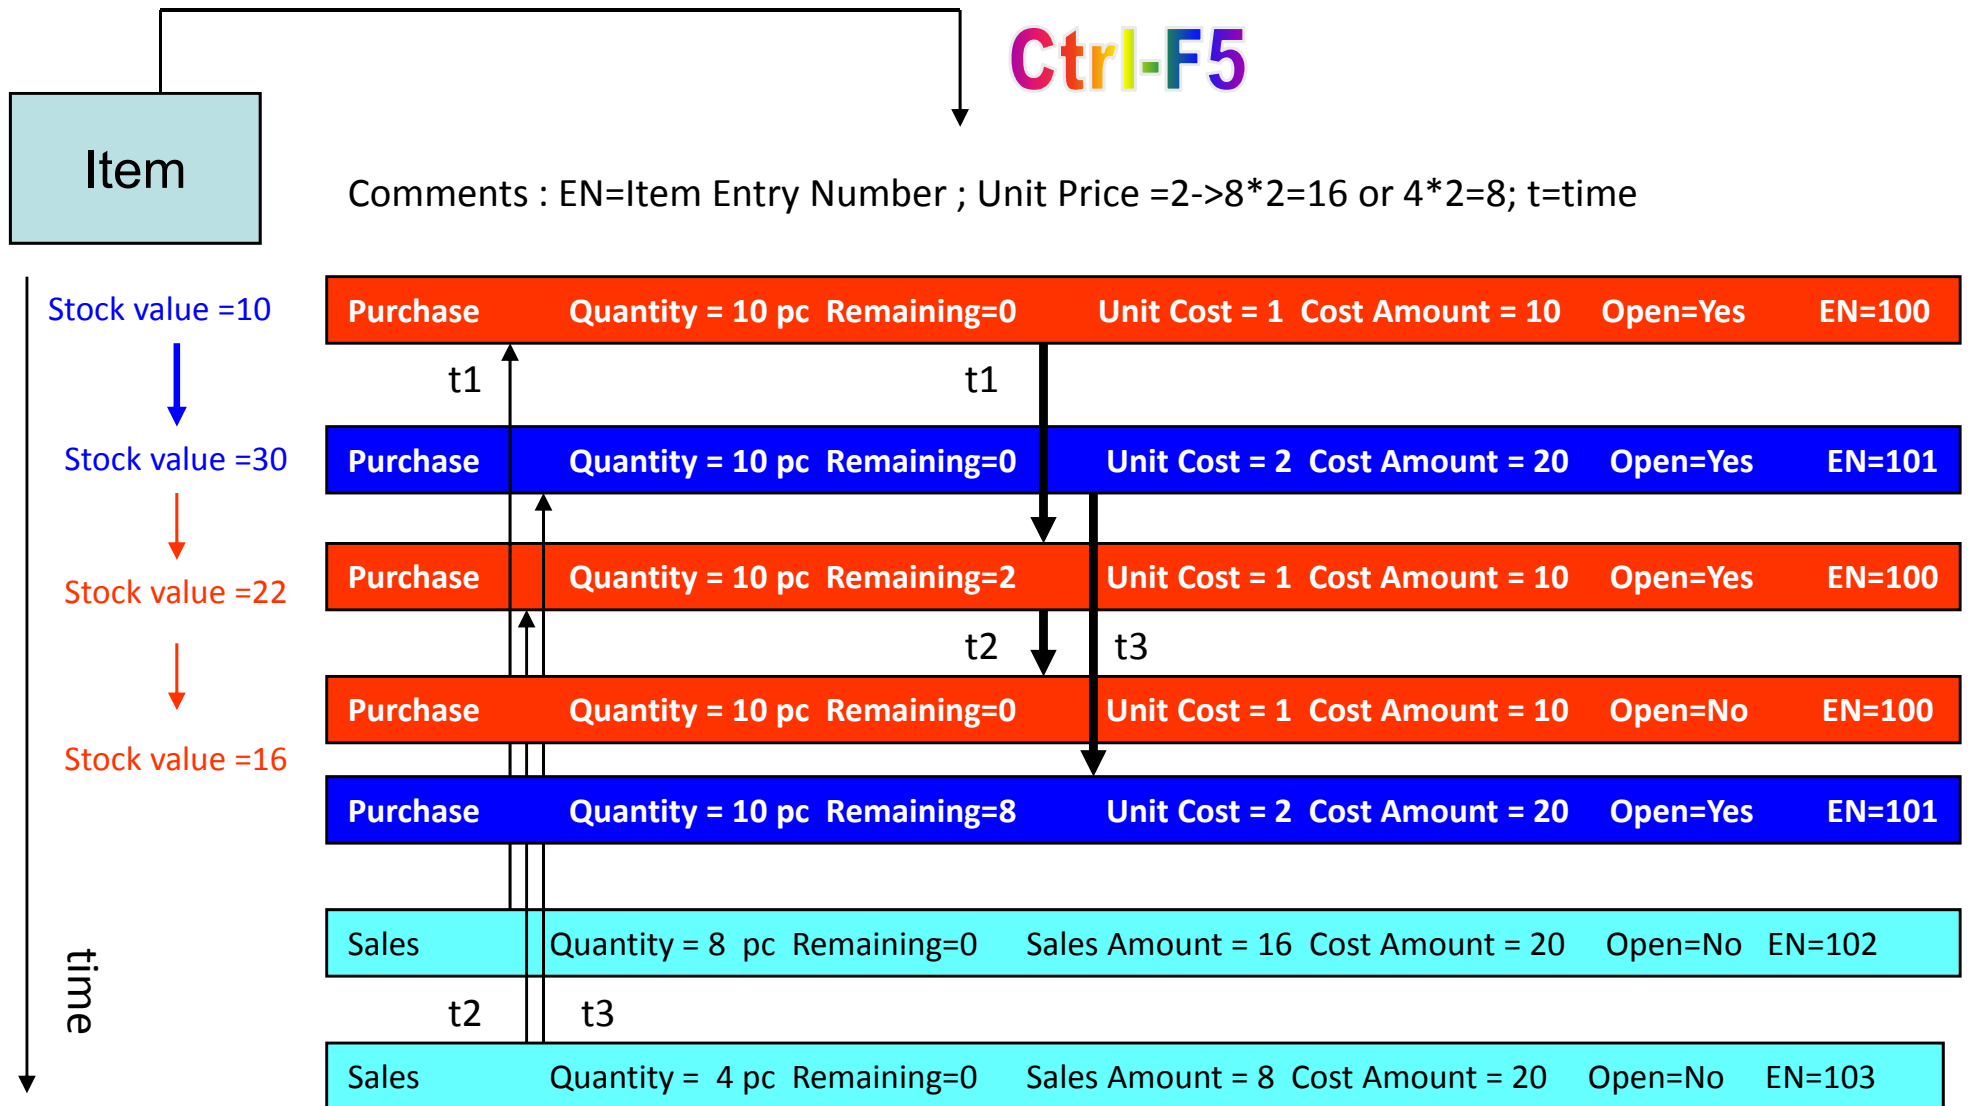 Ctrl-F5
Item
Comments : EN=Item Entry Number ; Unit Price =2->8*2=16 or 4*2=8; t=time
Stock value =10
Purchase Quantity = 10 pc Remaining=0 Unit Cost = 1 Cost Amount = 10 Open=Yes EN=100
t1 t1
Stock value =30
Purchase Quantity = 10 pc Remaining=0 Unit Cost = 2 Cost Amount = 20 Open=Yes EN=101
Stock value =22
Purchase Quantity = 10 pc Remaining=2 Unit Cost = 1 Cost Amount = 10 Open=Yes EN=100
t2 t3
Purchase Quantity = 10 pc Remaining=0 Unit Cost = 1 Cost Amount = 10 Open=No EN=100
Stock value =16
Purchase Quantity = 10 pc Remaining=8 Unit Cost = 2 Cost Amount = 20 Open=Yes EN=101
Sales Quantity = 8 pc Remaining=0 Sales Amount = 16 Cost Amount = 20 Open=No EN=102
time
t2 t3
Sales Quantity = 4 pc Remaining=0 Sales Amount = 8 Cost Amount = 20 Open=No EN=103